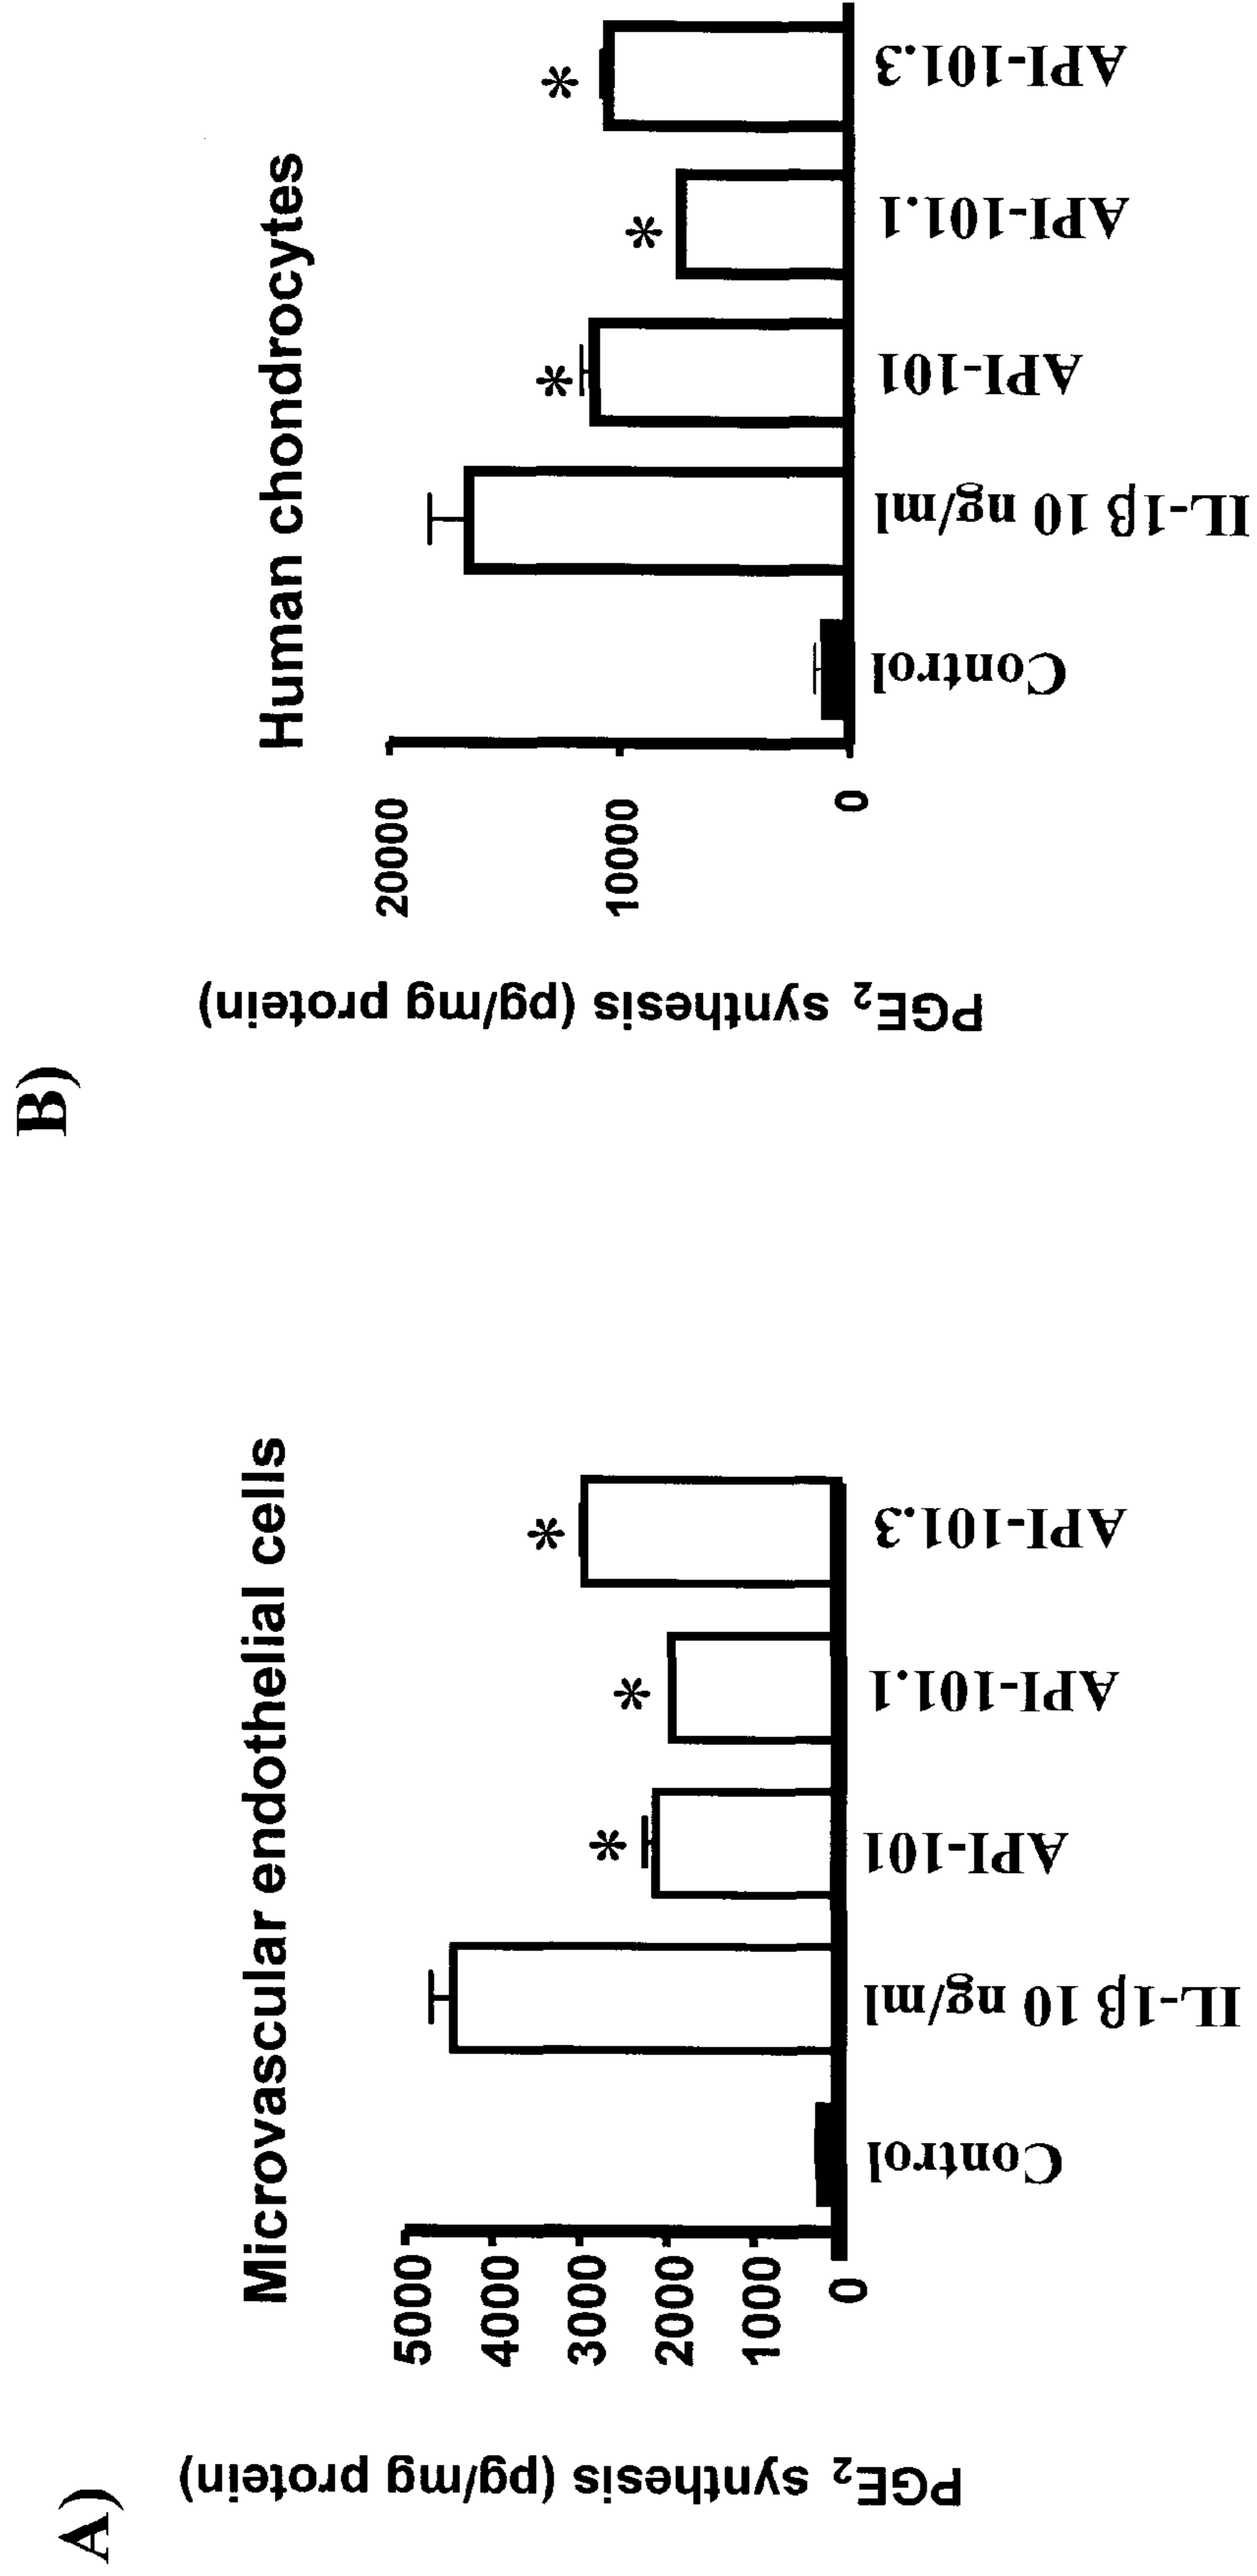 A)
Microvascular endothelial cells
PGE₂ synthesis (pg/mg protein)
5000
4000
3000
2000
1000
0
*
*
*
Control
IL-1β 10 ng/ml
API-101
API-101.1
API-101.3
B)
Human chondrocytes
PGE₂ synthesis (pg/mg protein)
20000
10000
0
*
*
*
Control
IL-1β 10 ng/ml
API-101
API-101.1
API-101.3